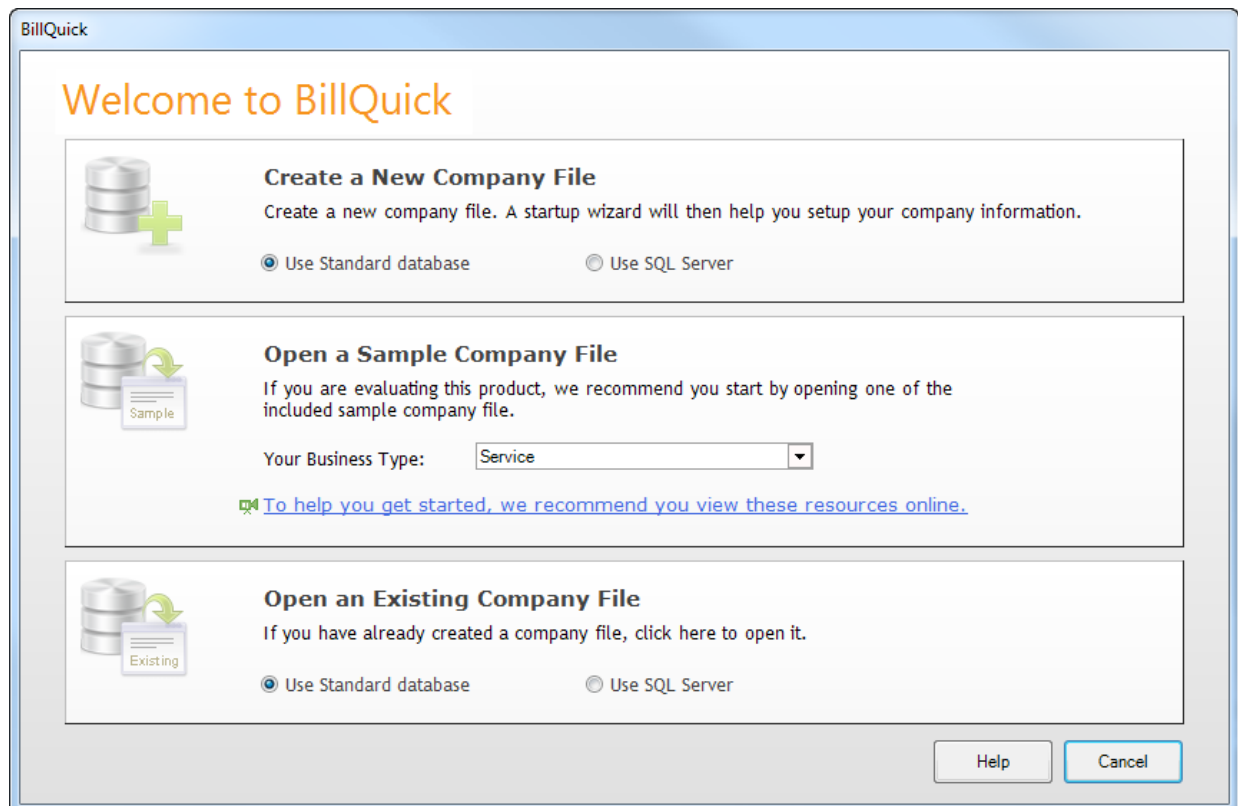 BillQuick
Welcome to BillQuick
Create a New Company File
Create a new company file. A startup wizard will then help you setup your company information.
Use Standard database Use SQL Server
Open a Sample Company File
If you are evaluating this product, we recommend you start by opening one of the
included sample company file.
Sample
Your Business Type: Service
To help you get started, we recommend you view these resources online.
Open an Existing Company File
If you have already created a company file, click here to open it.
Existing
Use Standard database Use SQL Server
Help Cancel